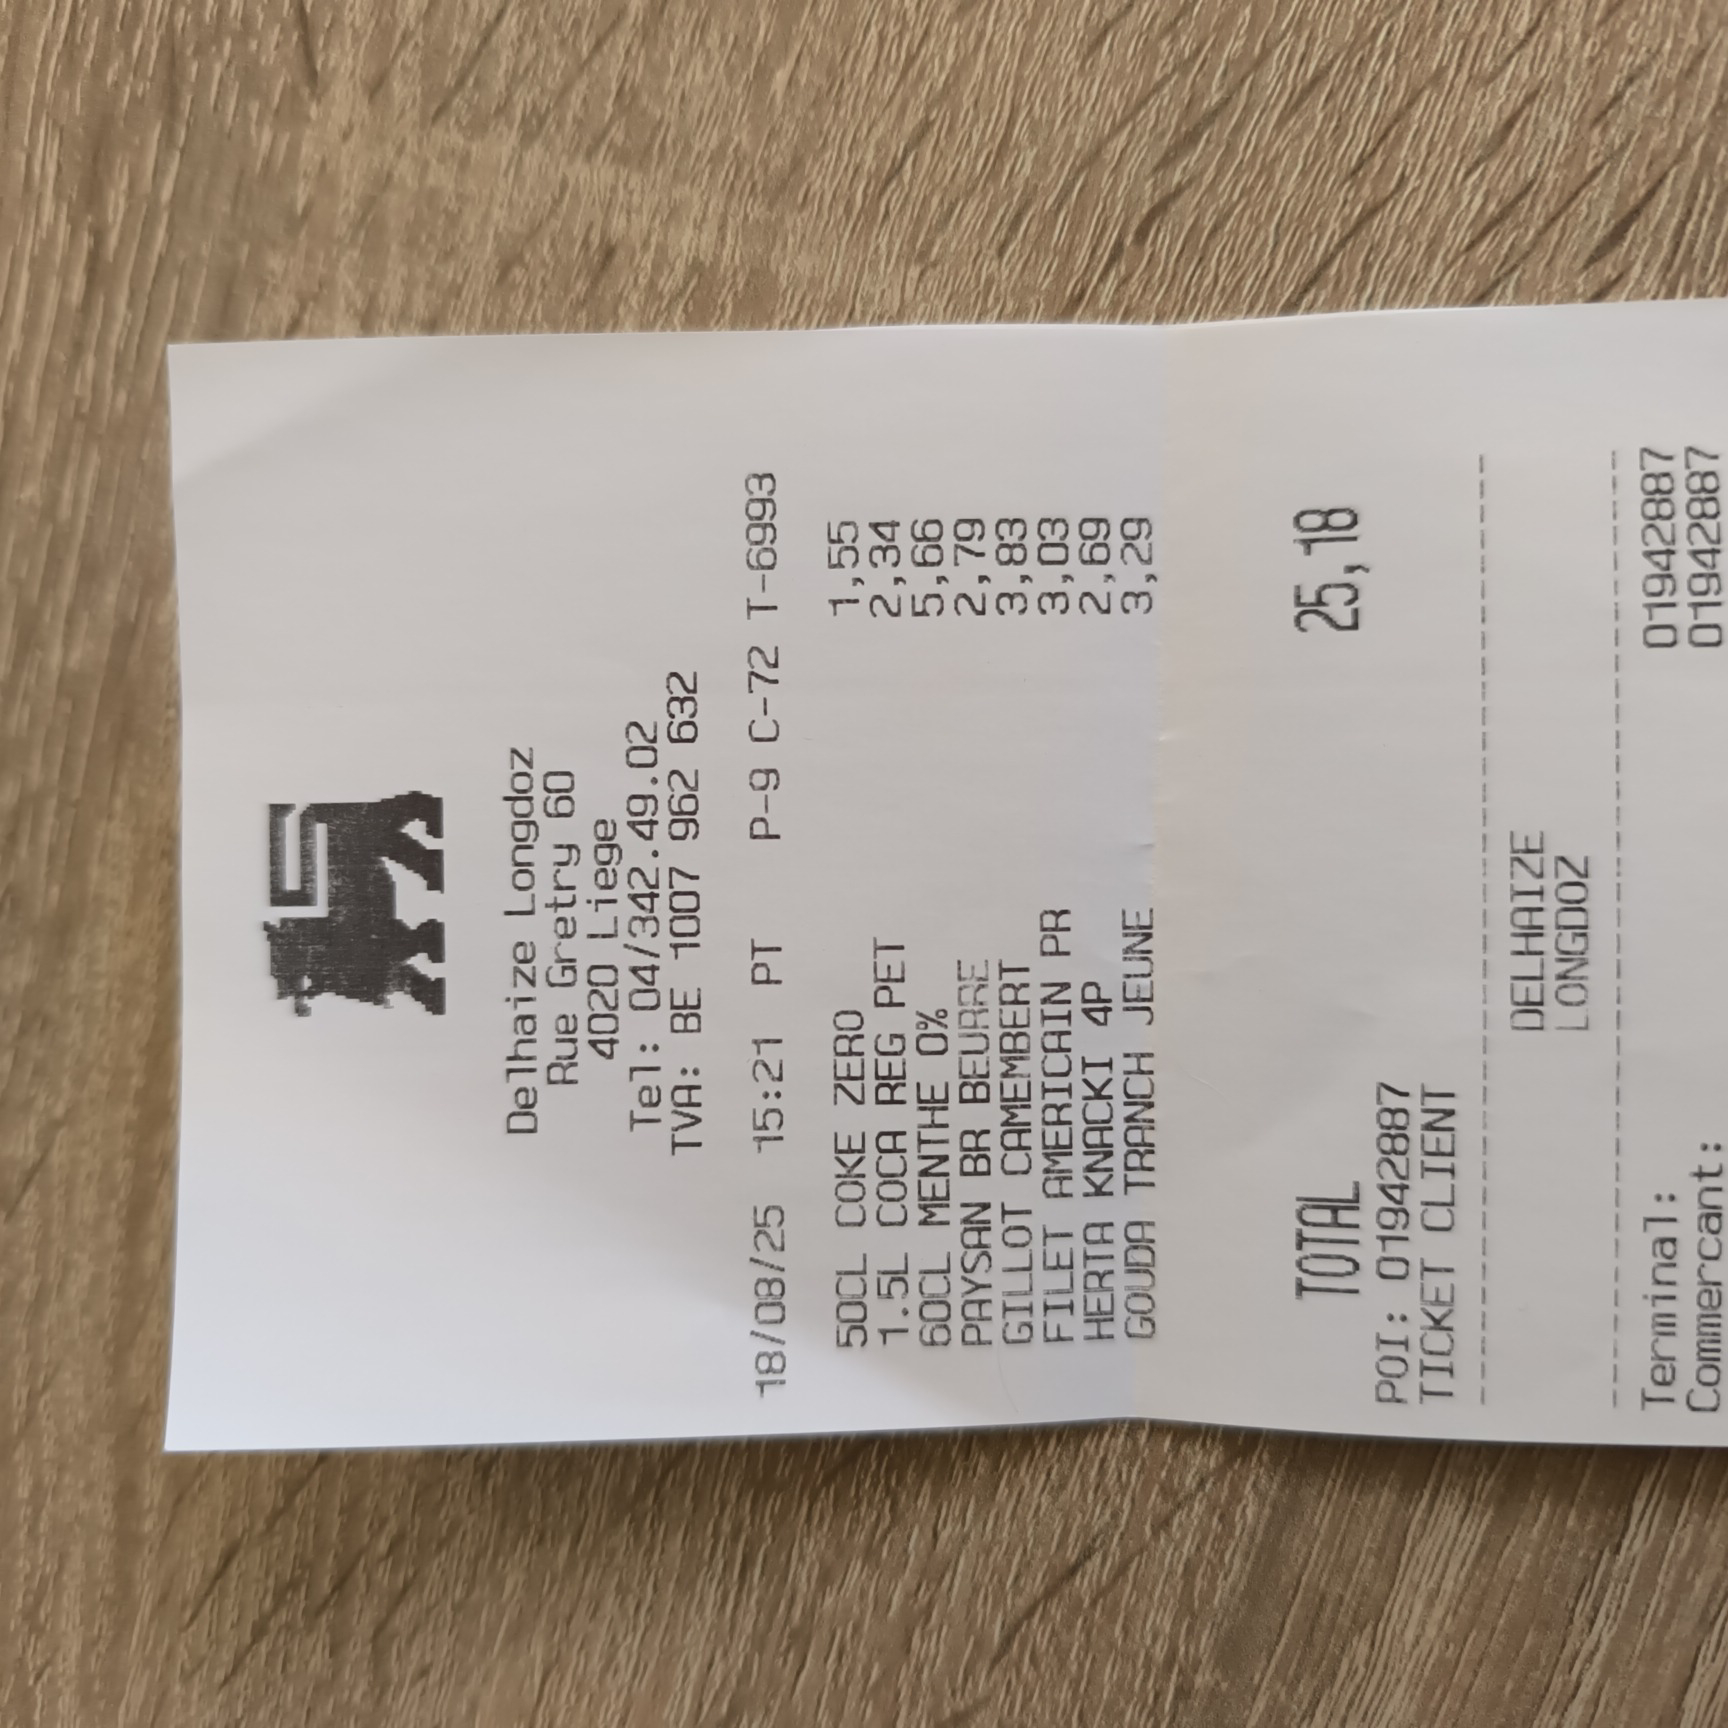 Delhaize Longdoz
Rue Gretry 60
4020 Liege
Tel: 04/342.49.02
TVA: BE 1007 962 632
18/08/25 15:21 PT P-9 C-72 T-6993
50CL COKE ZERO 1,55
1.5L COCA REG PET 2,34
60CL MENTHE 0% 5,66
PAYSAN BR BEURRE 2,79
GILLOT CAMEMBERT 3,83
FILET AMERICAIN PR 3,03
HERTA KNACKI 4P 2,69
GOUDA TRANCH JEUNE 3,29
TOTAL 25,18
POI: 01942887
TICKET CLIENT
DELHAIZE
LONGDOZ
Terminal: 01942887
Commercant: 01942887